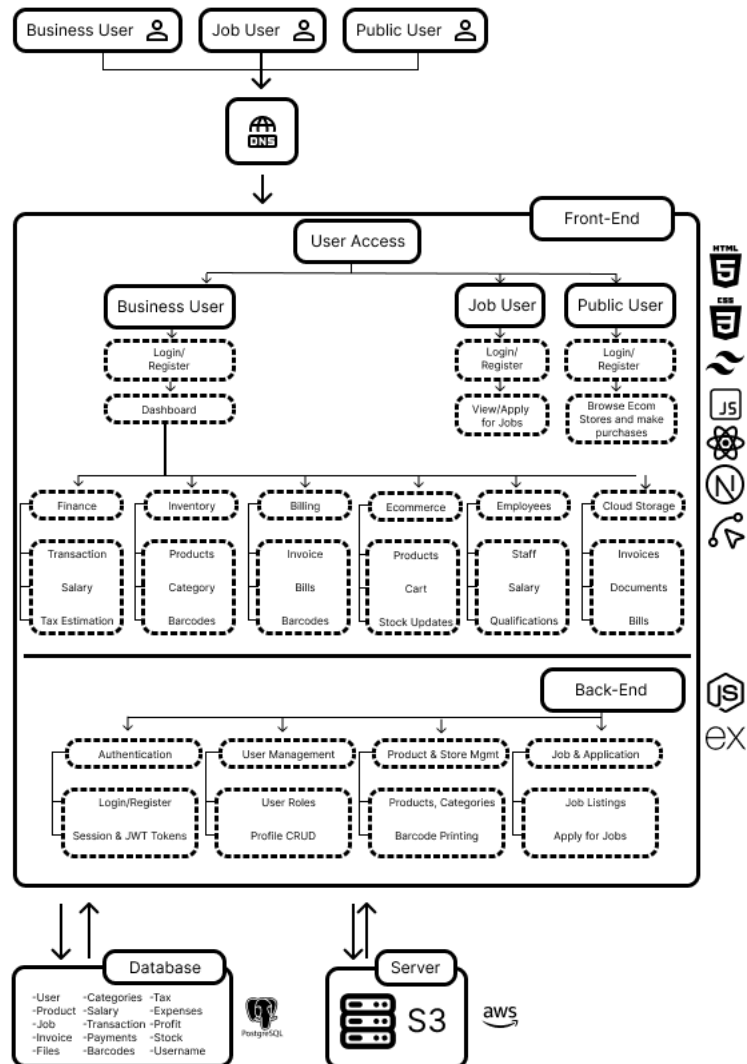 Business User
Job User
Public User
DNS
Front-End
User Access
Business User
Job User
Public User
Login/
Register
Login/
Register
Login/
Register
Dashboard
View/Apply
for Jobs
Browse Ecom
Stores and make
purchases
Finance
Inventory
Billing
Ecommerce
Employees
Cloud Storage
Transaction
Salary
Tax Estimation
Products
Category
Barcodes
Invoice
Bills
Barcodes
Products
Cart
Stock Updates
Staff
Salary
Qualifications
Invoices
Documents
Bills
HTML
5
CSS
3
JS
N
Back-End
Authentication
User Management
Product & Store Mgmt
Job & Application
Login/Register
Session & JWT Tokens
User Roles
Profile CRUD
Products, Categories
Barcode Printing
Job Listings
Apply for Jobs
JS
ex
Database
-User -Categories -Tax
-Product -Salary -Expenses
-Job -Transaction -Profit
-Invoice -Payments -Stock
-Files -Barcodes -Username
PostgreSQL
Server
S3
aws